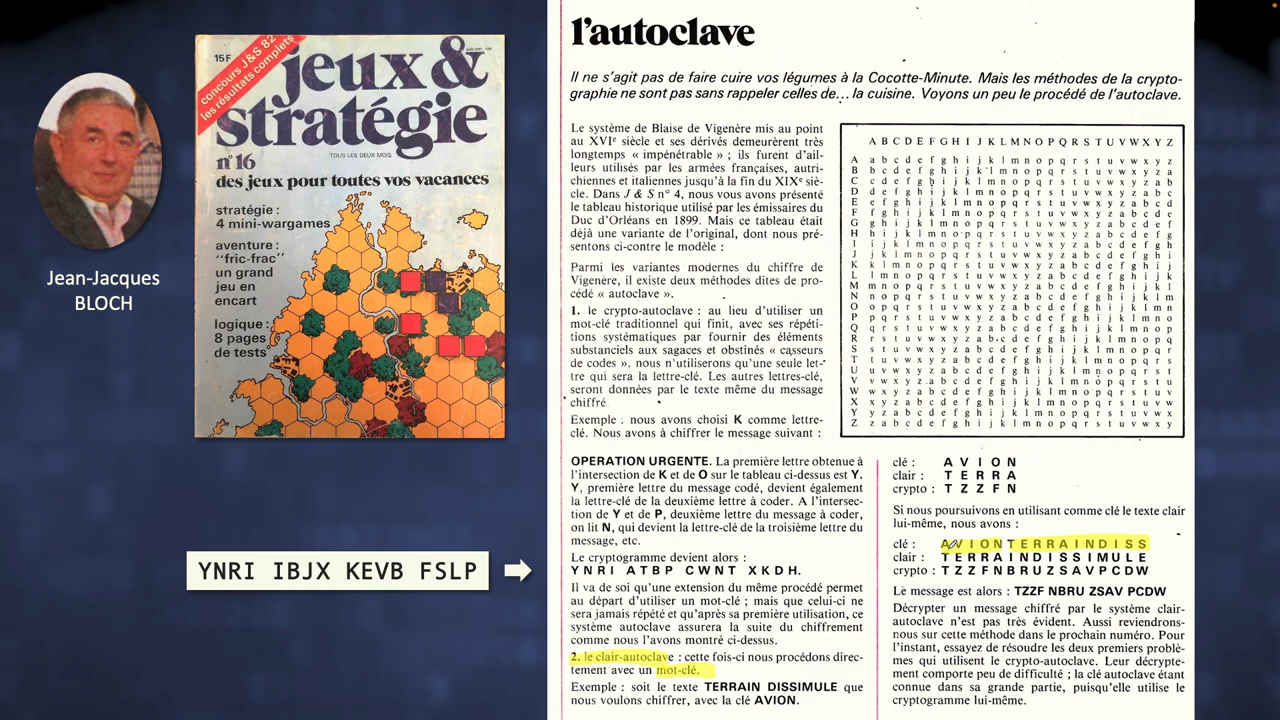 15F
concours J&S 82
les résultats complets
jeux &
stratégie
n° 16
TOUS LES DEUX MOIS
des jeux pour toutes vos vacances
stratégie :
4 mini-wargames
aventure :
"fric-frac"
un grand
jeu en
encart
logique :
8 pages
de tests
Jean-Jacques
BLOCH
YNRI IBJX KEVB FSLP
l'autoclave
Il ne s'agit pas de faire cuire vos légumes à la Cocotte-Minute. Mais les méthodes de la crypto-
graphie ne sont pas sans rappeler celles de... la cuisine. Voyons un peu le procédé de l'autoclave.
Le système de Blaise de Vigenère mis au point
au XVIe siècle et ses dérivés demeurèrent très
longtemps « impénétrable » ; ils furent d'ail-
leurs utilisés par les armées françaises, autri-
chiennes et italiennes jusqu'à la fin du XIXe siè-
cle. Dans J & S n° 4, nous vous avons présenté
le tableau historique utilisé par les émissaires du
Duc d'Orléans en 1899. Mais ce tableau était
déjà une variante de l'original, dont nous pré-
sentons ci-contre le modèle :
Parmi les variantes modernes du chiffre de
Vigenère, il existe deux méthodes dites de pro-
cédé « autoclave ».
1. le crypto-autoclave : au lieu d'utiliser un
mot-clé traditionnel qui finit, avec ses répéti-
tions systématiques par fournir des éléments
substanciels aux sagaces et obstinés « casseurs
de codes », nous n'utiliserons qu'une seule let-
tre qui sera la lettre-clé. Les autres lettres-clé,
seront données par le texte même du message
chiffré.
Exemple : nous avons choisi K comme lettre-
clé. Nous avons à chiffrer le message suivant :
A B C D E F G H I J K L M N O P Q R S T U V W X Y Z
A a b c d e f g h i j k l m n o p q r s t u v w x y z
B b c d e f g h i j k l m n o p q r s t u v w x y z a
C c d e f g h i j k l m n o p q r s t u v w x y z a b
D d e f g h i j k l m n o p q r s t u v w x y z a b c
E e f g h i j k l m n o p q r s t u v w x y z a b c d
F f g h i j k l m n o p q r s t u v w x y z a b c d e
G g h i j k l m n o p q r s t u v w x y z a b c d e f
H h i j k l m n o p q r s t u v w x y z a b c d e f g
I i j k l m n o p q r s t u v w x y z a b c d e f g h
J j k l m n o p q r s t u v w x y z a b c d e f g h i
K k l m n o p q r s t u v w x y z a b c d e f g h i j
L l m n o p q r s t u v w x y z a b c d e f g h i j k
M m n o p q r s t u v w x y z a b c d e f g h i j k l
N n o p q r s t u v w x y z a b c d e f g h i j k l m
O o p q r s t u v w x y z a b c d e f g h i j k l m n
P p q r s t u v w x y z a b c d e f g h i j k l m n o
Q q r s t u v w x y z a b c d e f g h i j k l m n o p
R r s t u v w x y z a b c d e f g h i j k l m n o p q
S s t u v w x y z a b c d e f g h i j k l m n o p q r
T t u v w x y z a b c d e f g h i j k l m n o p q r s
U u v w x y z a b c d e f g h i j k l m n o p q r s t
V v w x y z a b c d e f g h i j k l m n o p q r s t u
W w x y z a b c d e f g h i j k l m n o p q r s t u v
X x y z a b c d e f g h i j k l m n o p q r s t u v w
Y y z a b c d e f g h i j k l m n o p q r s t u v w x
Z z a b c d e f g h i j k l m n o p q r s t u v w x y
OPERATION URGENTE. La première lettre obtenue à
l'intersection de K et de O sur le tableau ci-dessus est Y.
Y, première lettre du message codé, devient également
la lettre-clé de la deuxième lettre à coder. A l'intersec-
tion de Y et de P, deuxième lettre du message à coder,
on lit N, qui devient la lettre-clé de la troisième lettre du
message, etc.
Le cryptogramme devient alors :
YNRI ATBP CWNT XKDH.
Il va de soi qu'une extension du même procédé permet
au départ d'utiliser un mot-clé ; mais que celui-ci ne
sera jamais répété et qu'après sa première utilisation, ce
système autoclave assurera la suite du chiffrement
comme nous l'avons montré ci-dessus.
2. le clair-autoclave : cette fois-ci nous procédons direc-
tement avec un mot-clé.
Exemple : soit le texte TERRAIN DISSIMULE que
nous voulons chiffrer, avec la clé AVION.
clé : A V I O N
clair : T E R R A
crypto : T Z Z F N
Si nous poursuivons en utilisant comme clé le texte clair
lui-même, nous avons :
clé : A V I O N T E R R A I N D I S S
clair : T E R R A I N D I S S I M U L E
crypto : T Z Z F N B R U Z S A V P C D W
Le message est alors : TZZF NBRU ZSAV PCDW
Décrypter un message chiffré par le système clair-
autoclave n'est pas très évident. Aussi reviendrons-
nous sur cette méthode dans le prochain numéro. Pour
l'instant, essayez de résoudre les deux premiers problè-
mes qui utilisent le crypto-autoclave. Leur décrypte-
ment comporte peu de difficulté ; la clé autoclave étant
connue dans sa grande partie, puisqu'elle utilise le
cryptogramme lui-même.